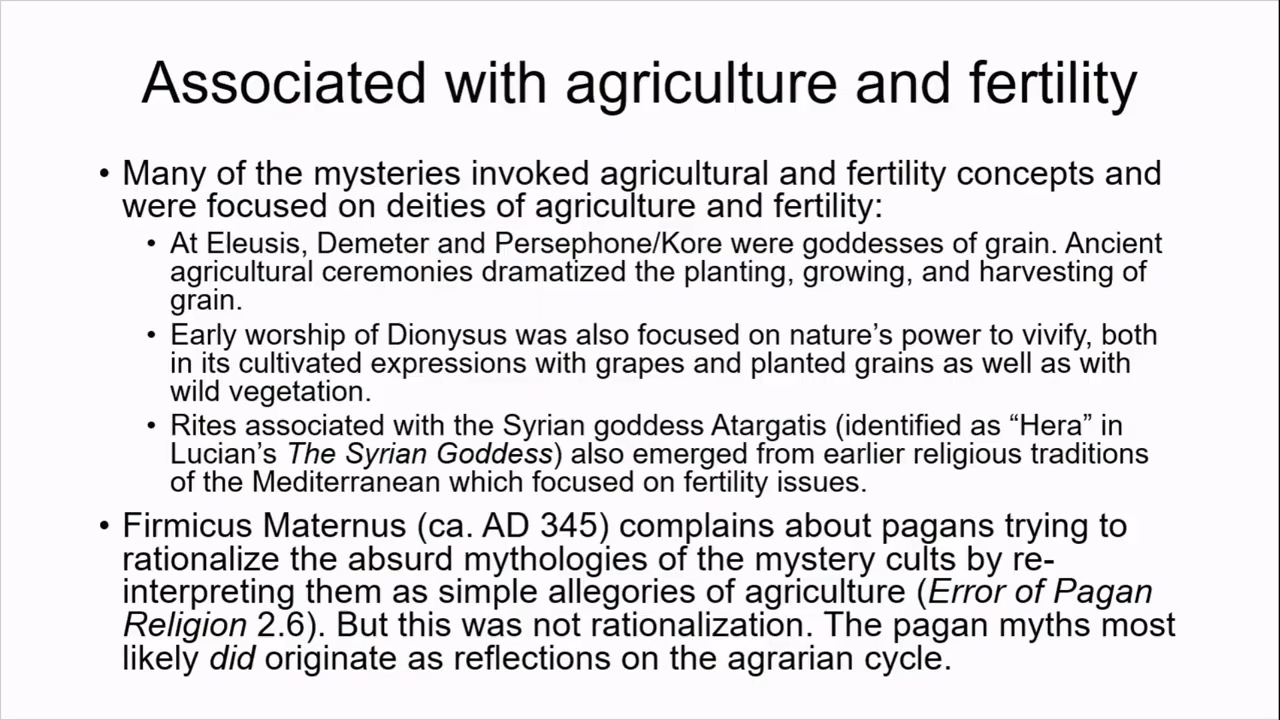 Associated with agriculture and fertility
• Many of the mysteries invoked agricultural and fertility concepts and
were focused on deities of agriculture and fertility:
• At Eleusis, Demeter and Persephone/Kore were goddesses of grain. Ancient
agricultural ceremonies dramatized the planting, growing, and harvesting of
grain.
• Early worship of Dionysus was also focused on nature’s power to vivify, both
in its cultivated expressions with grapes and planted grains as well as with
wild vegetation.
• Rites associated with the Syrian goddess Atargatis (identified as “Hera” in
Lucian’s The Syrian Goddess) also emerged from earlier religious traditions
of the Mediterranean which focused on fertility issues.
• Firmicus Maternus (ca. AD 345) complains about pagans trying to
rationalize the absurd mythologies of the mystery cults by re-
interpreting them as simple allegories of agriculture (Error of Pagan
Religion 2.6). But this was not rationalization. The pagan myths most
likely did originate as reflections on the agrarian cycle.